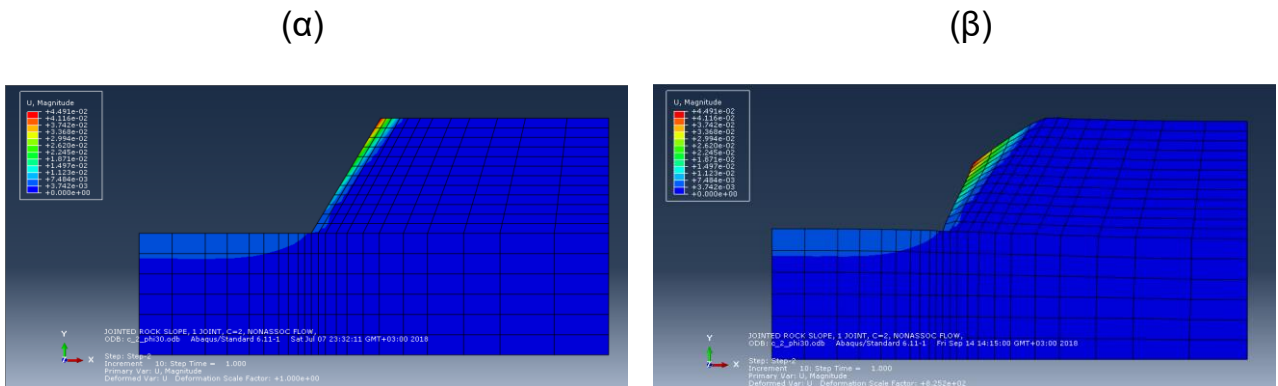 (α)
(β)
U, Magnitude
+4.491e-02
+4.116e-02
+3.742e-02
+3.368e-02
+2.994e-02
+2.620e-02
+2.245e-02
+1.871e-02
+1.497e-02
+1.123e-02
+7.484e-03
+3.742e-03
+0.000e+00
Y
X
JOINTED ROCK SLOPE, 1 JOINT, C=2, NONASSOC FLOW,
ODB: c_2_phi30.odb Abaqus/Standard 6.11-1 Sat Jul 07 23:32:11 GMT+03:00 2018
Step: Step-2
Increment 10: Step Time = 1.000
Primary Var: U, Magnitude
Deformed Var: U Deformation Scale Factor: +1.000e+00
U, Magnitude
+4.491e-02
+4.116e-02
+3.742e-02
+3.368e-02
+2.994e-02
+2.620e-02
+2.245e-02
+1.871e-02
+1.497e-02
+1.123e-02
+7.484e-03
+3.742e-03
+0.000e+00
Y
X
JOINTED ROCK SLOPE, 1 JOINT, C=2, NONASSOC FLOW,
ODB: c_2_phi30.odb Abaqus/Standard 6.11-1 Fri Sep 14 14:15:00 GMT+03:00 2018
Step: Step-2
Increment 10: Step Time = 1.000
Primary Var: U, Magnitude
Deformed Var: U Deformation Scale Factor: +8.252e+02